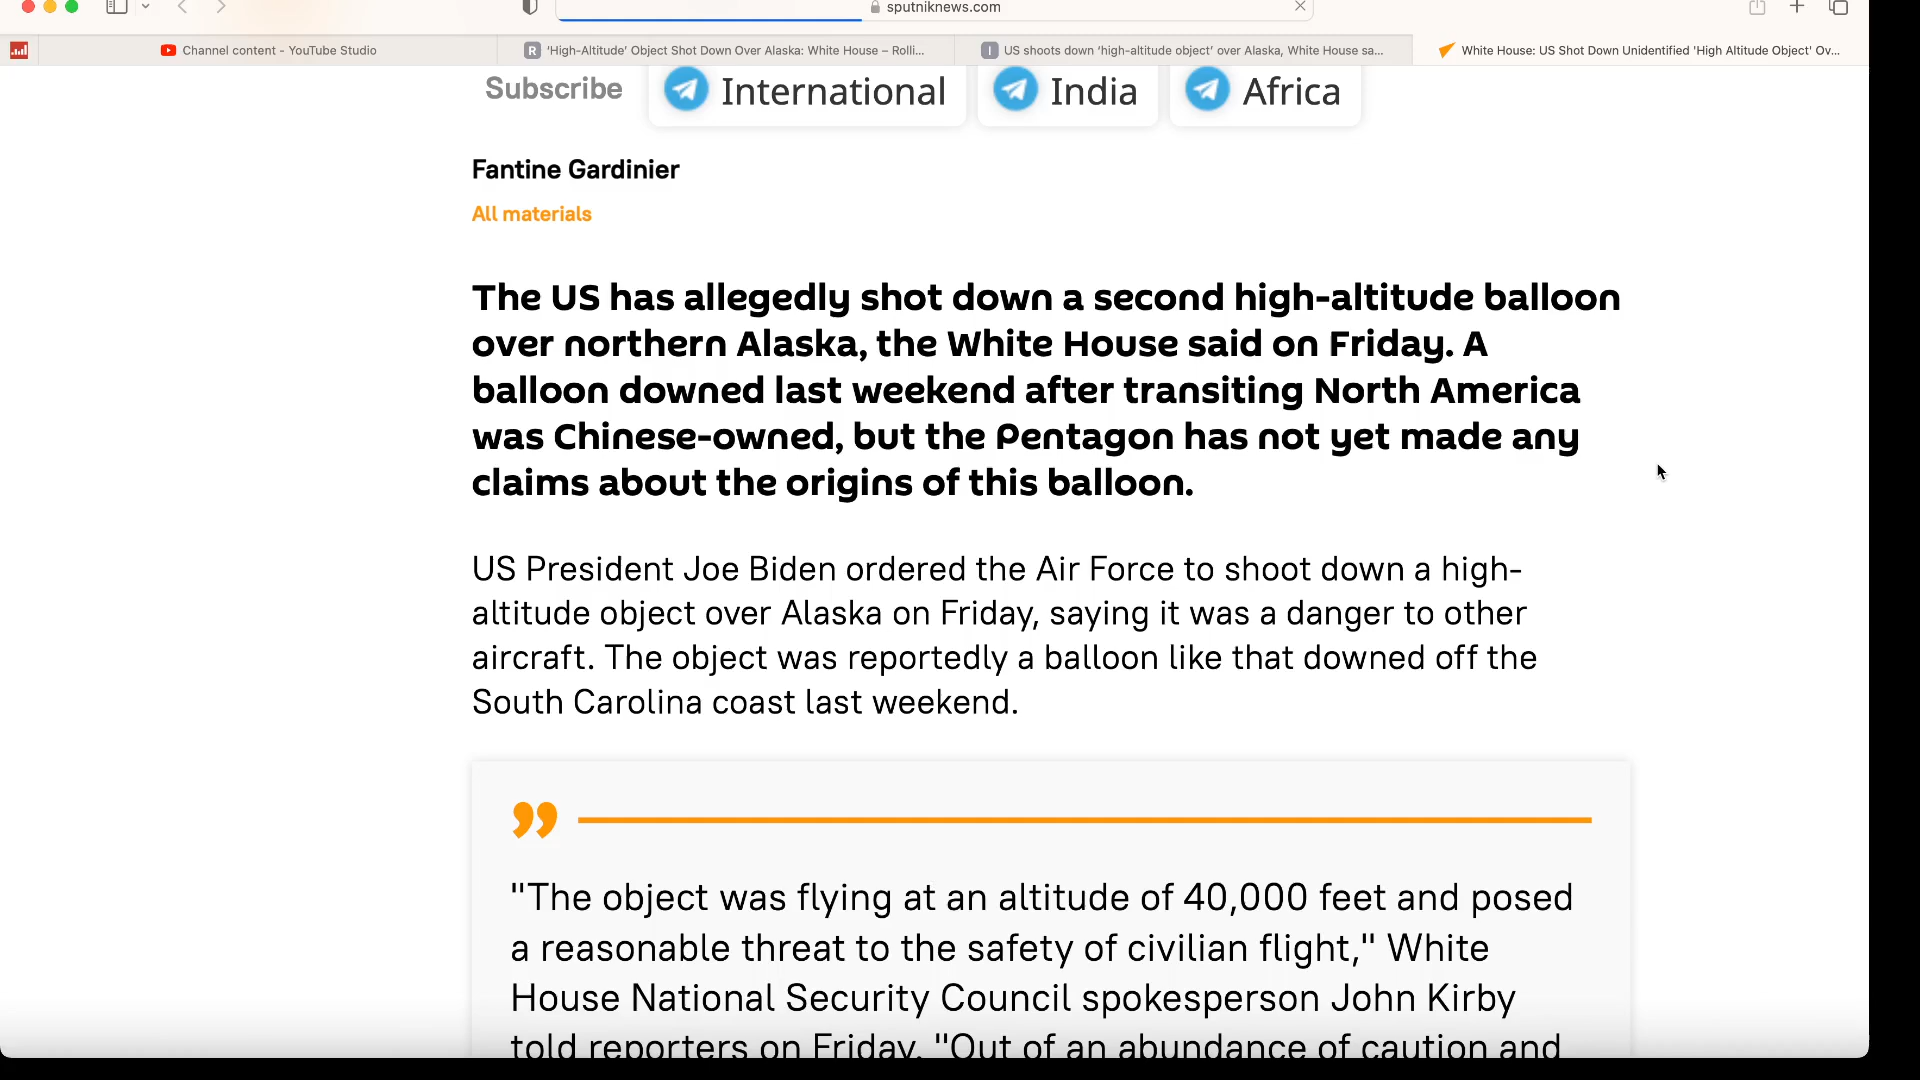 sputniknews.com
Channel content - YouTube Studio
R 'High-Altitude' Object Shot Down Over Alaska: White House – Rolli...
I US shoots down 'high-altitude object' over Alaska, White House sa...
White House: US Shot Down Unidentified 'High Altitude Object' Ov...
Subscribe International India Africa
Fantine Gardinier
All materials
The US has allegedly shot down a second high-altitude balloon
over northern Alaska, the White House said on Friday. A
balloon downed last weekend after transiting North America
was Chinese-owned, but the Pentagon has not yet made any
claims about the origins of this balloon.
US President Joe Biden ordered the Air Force to shoot down a high-
altitude object over Alaska on Friday, saying it was a danger to other
aircraft. The object was reportedly a balloon like that downed off the
South Carolina coast last weekend.
"The object was flying at an altitude of 40,000 feet and posed
a reasonable threat to the safety of civilian flight," White
House National Security Council spokesperson John Kirby
told reporters on Friday. "Out of an abundance of caution and